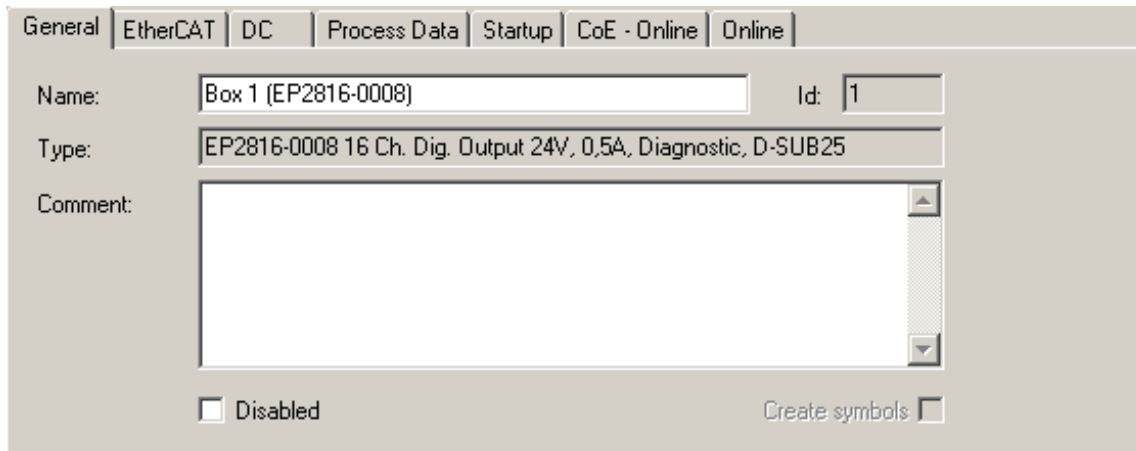 General EtherCAT DC Process Data Startup CoE - Online Online
Name: Box 1 (EP2816-0008) Id: 1
Type: EP2816-0008 16 Ch. Dig. Output 24V, 0,5A, Diagnostic, D-SUB25
Comment:
Disabled Create symbols